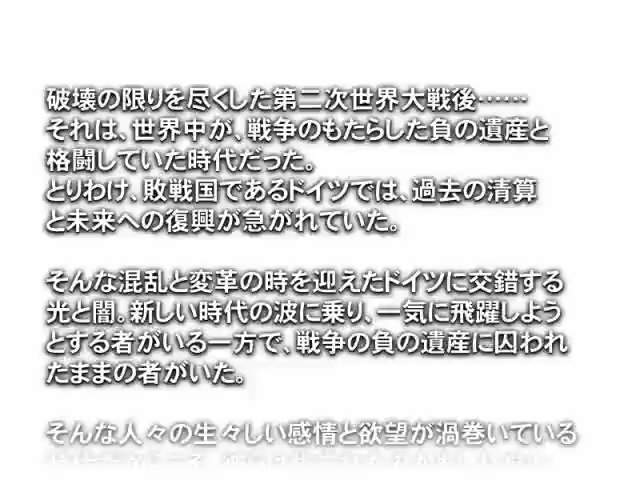 破壊の限りを尽くした第二次世界大戦後……
それは、世界中が、戦争のもたらした負の遺産と
格闘していた時代だった。
とりわけ、敗戦国であるドイツでは、過去の清算
と未来への復興が急がれていた。
そんな混乱と変革の時を迎えたドイツに交錯する
光と闇。新しい時代の波に乗り、一気に飛躍しよう
とする者がいる一方で、戦争の負の遺産に囚われ
たままの者がいた。
そんな人々の生々しい感情と欲望が渦巻いている